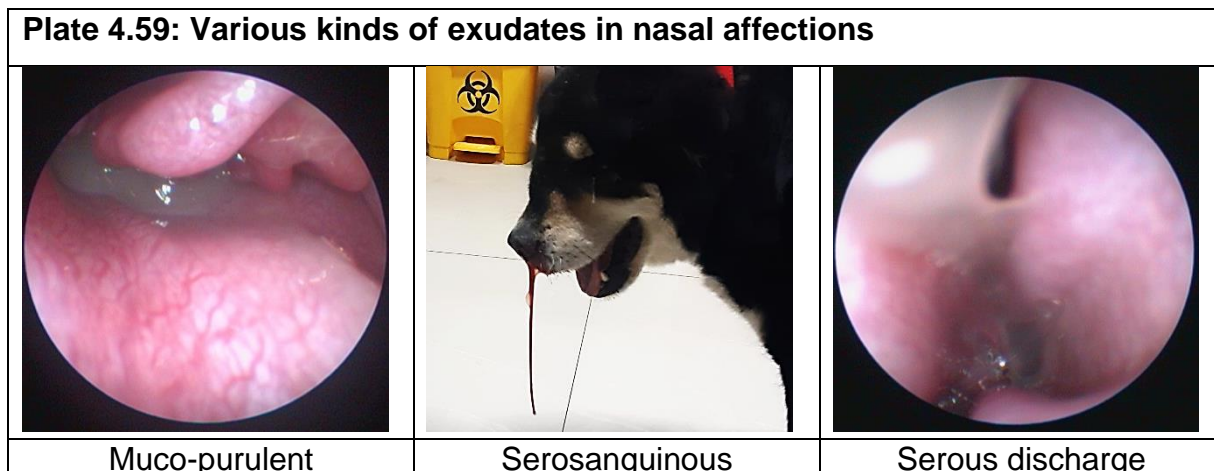 Plate 4.59: Various kinds of exudates in nasal affections
Muco-purulent
Serosanguinous
Serous discharge